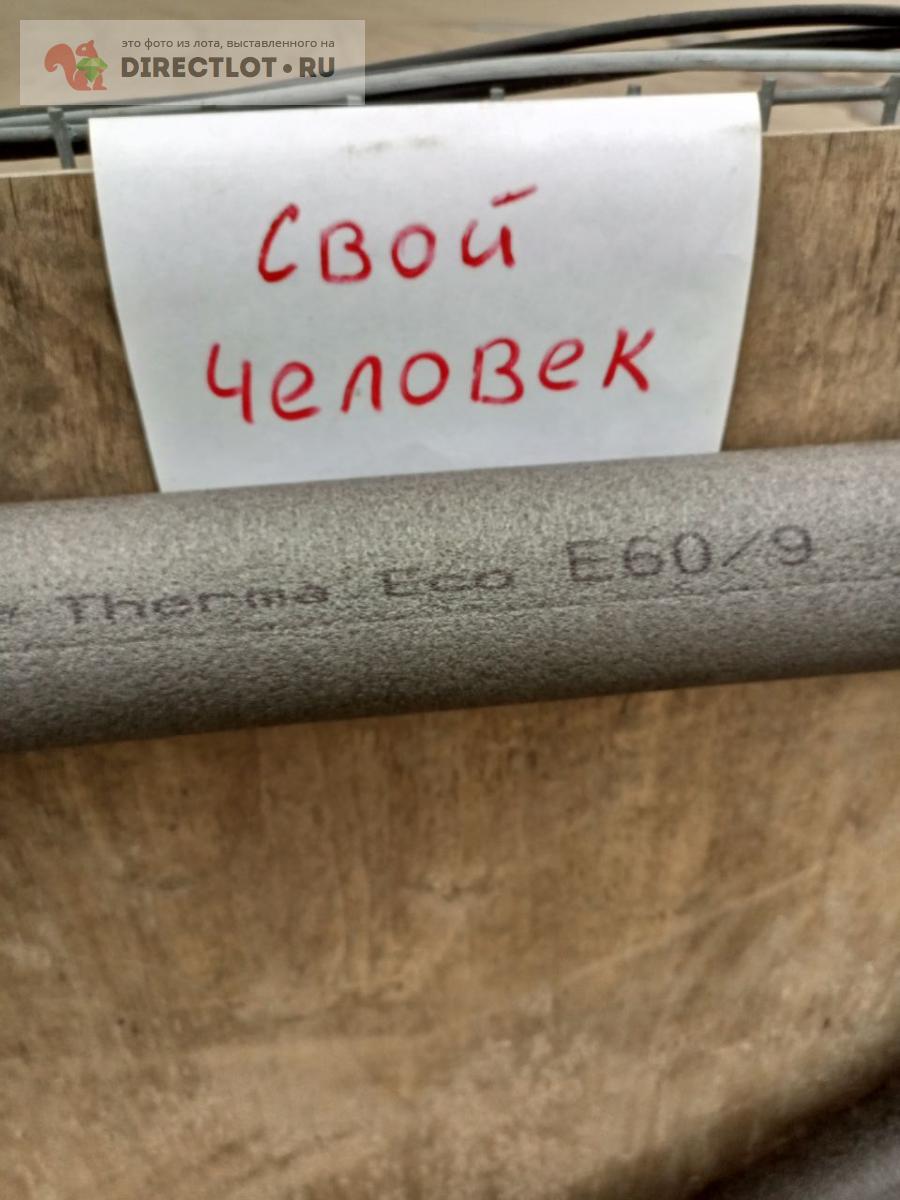 это фото из лота, выставленного на
DIRECTLOT•RU
свой
человек
Therma Eco E60/9